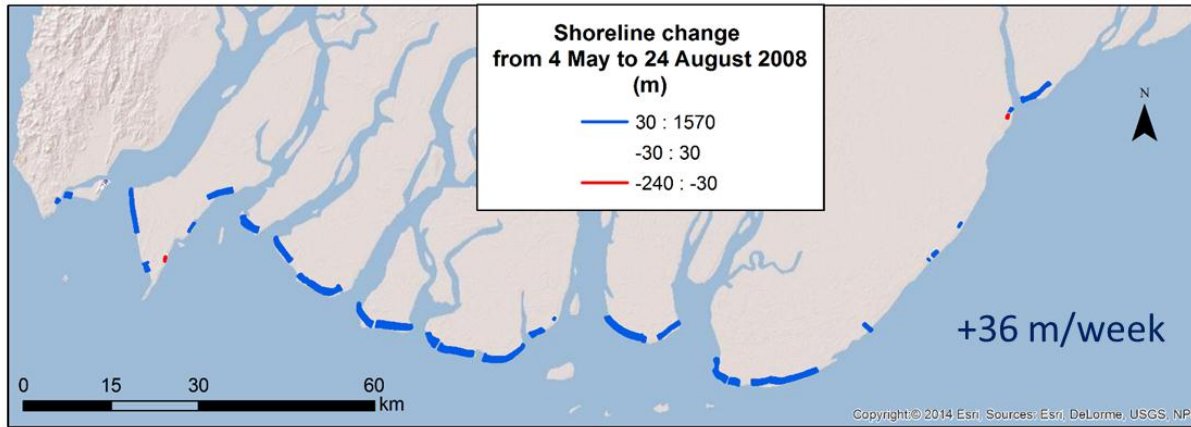 Shoreline change
from 4 May to 24 August 2008
(m)
30 : 1570
-30 : 30
-240 : -30
N
+36 m/week
0 15 30 60
km
Copyright:© 2014 Esri, Sources: Esri, DeLorme, USGS, NP